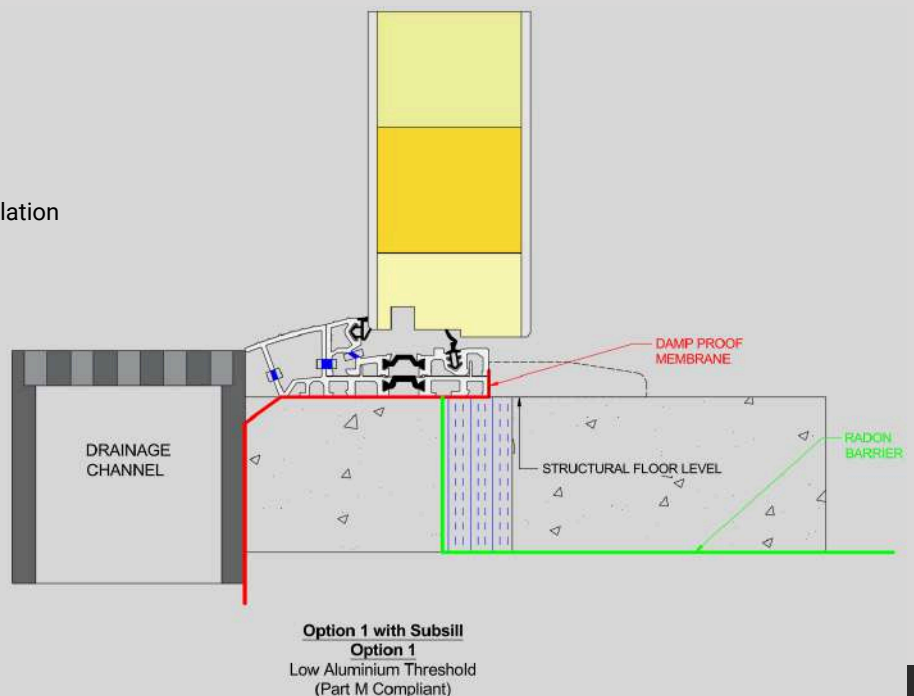 lation
DAMP PROOF
MEMBRANE
DRAINAGE
CHANNEL
RADON
BARRIER
STRUCTURAL FLOOR LEVEL
Option 1 with Subsill
Option 1
Low Aluminium Threshold
(Part M Compliant)